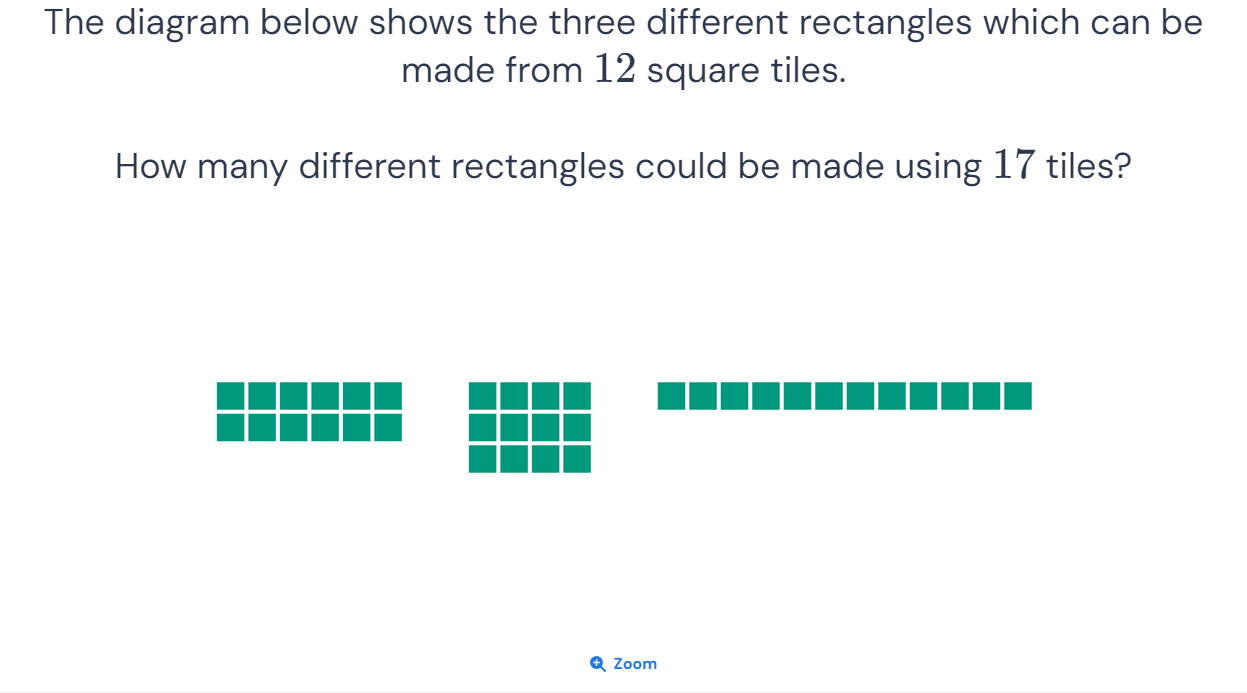 The diagram below shows the three different rectangles which can be
made from 12 square tiles.
How many different rectangles could be made using 17 tiles?
Zoom